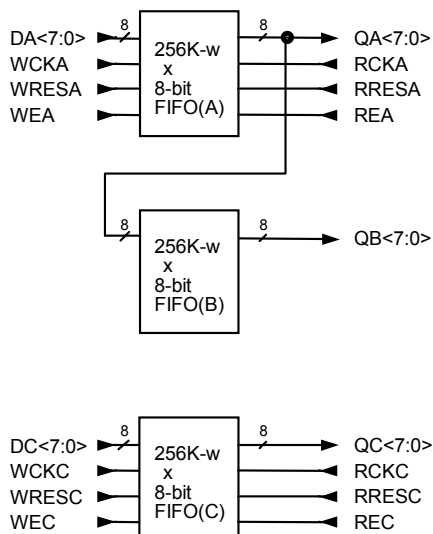 8 8
DA<7:0> QA<7:0>
256K-w
WCKA x RCKA
WRESA 8-bit RRESA
WEA FIFO(A) REA
8 8
256K-w QB<7:0>
x
8-bit
FIFO(B)
8 8
DC<7:0> QC<7:0>
256K-w
WCKC x RCKC
WRESC 8-bit RRESC
WEC FIFO(C) REC